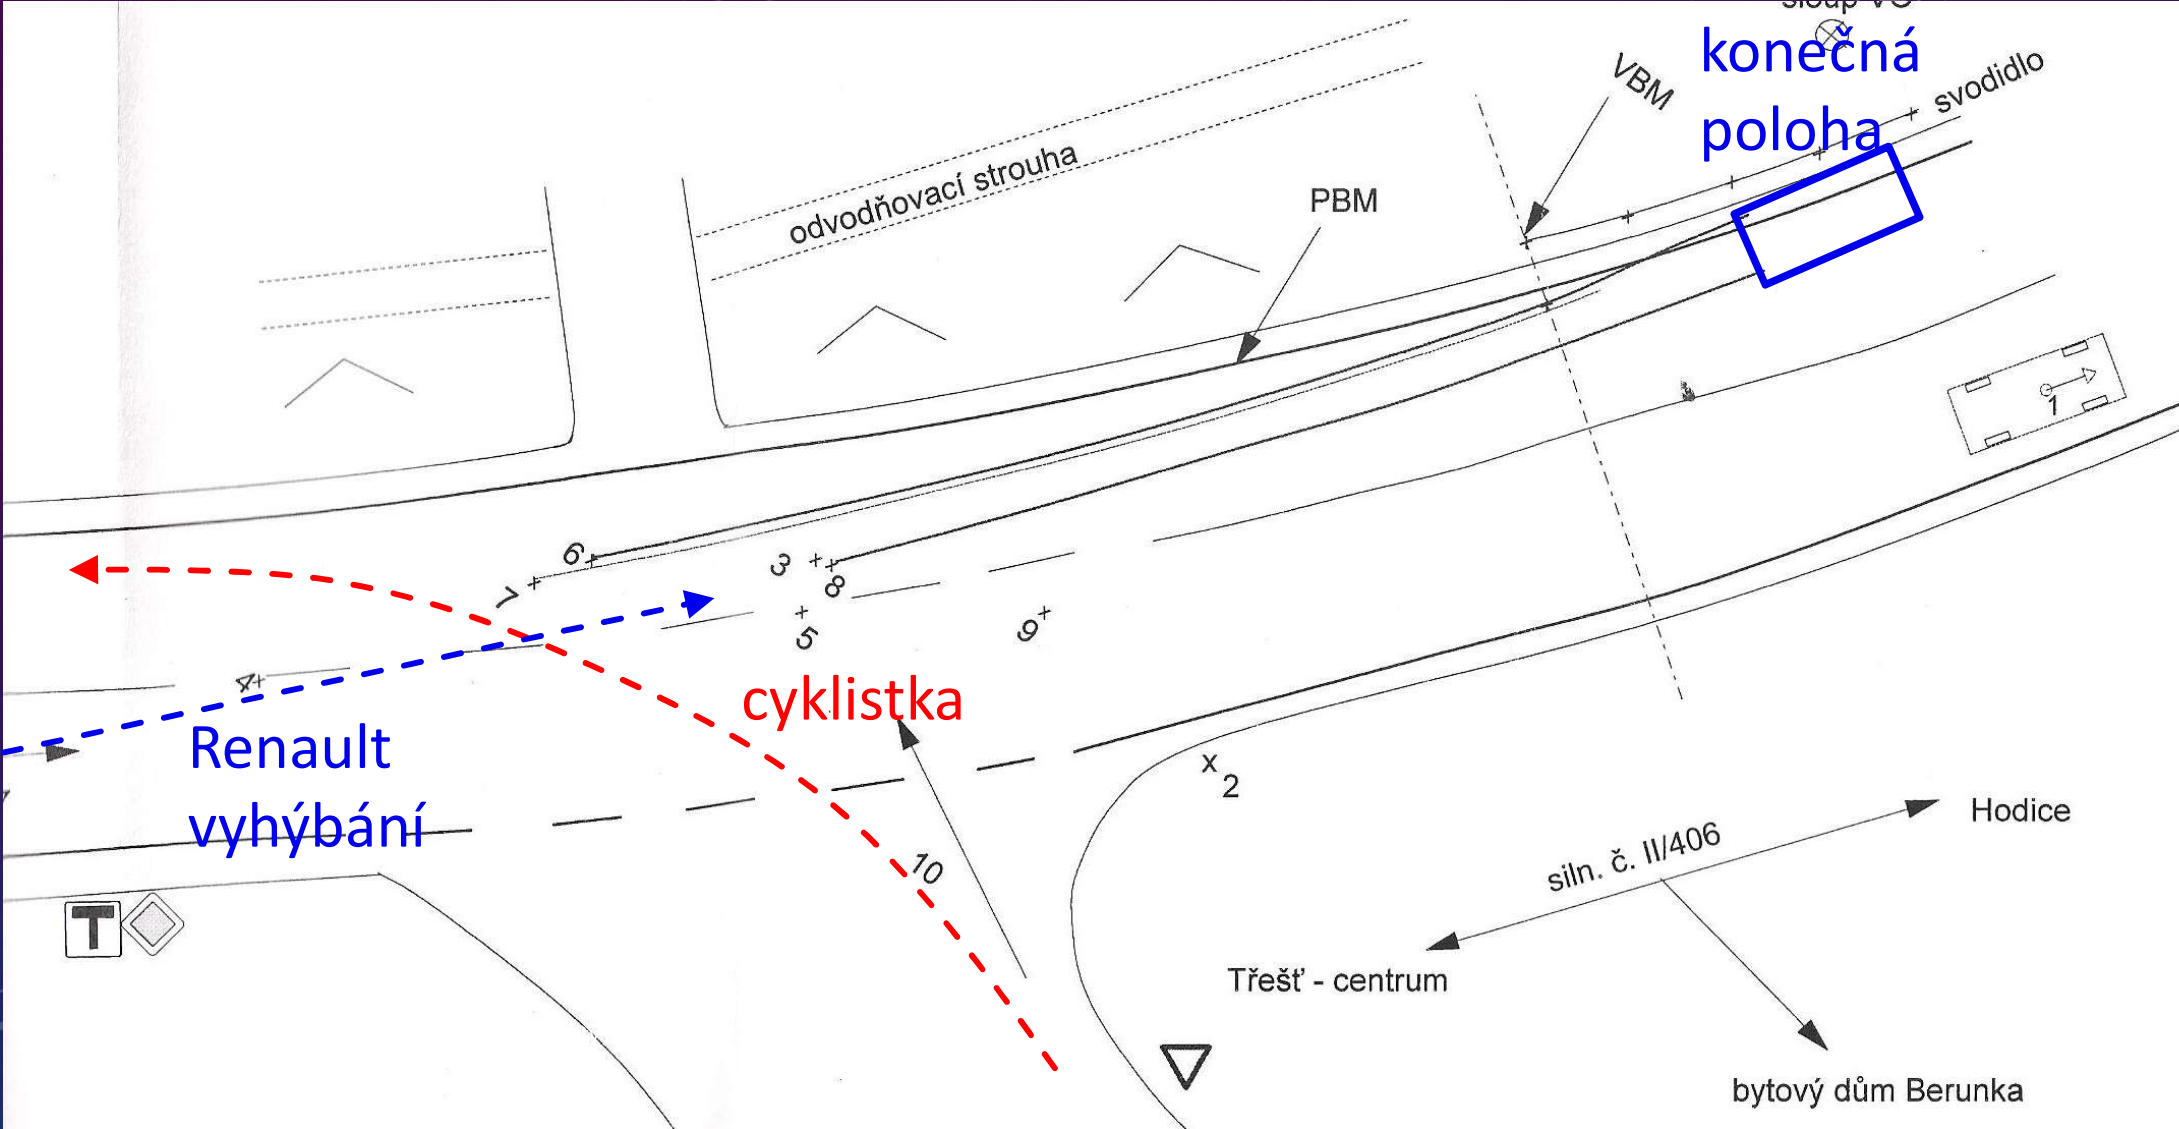 konečná
poloha
VBM
svodidlo
odvodňovací strouha
PBM
1
6
3
7
8
5
9
4
cyklistka
Renault
vyhýbání
2
10
Hodice
siln. č. II/406
Třešť - centrum
bytový dům Berunka
T